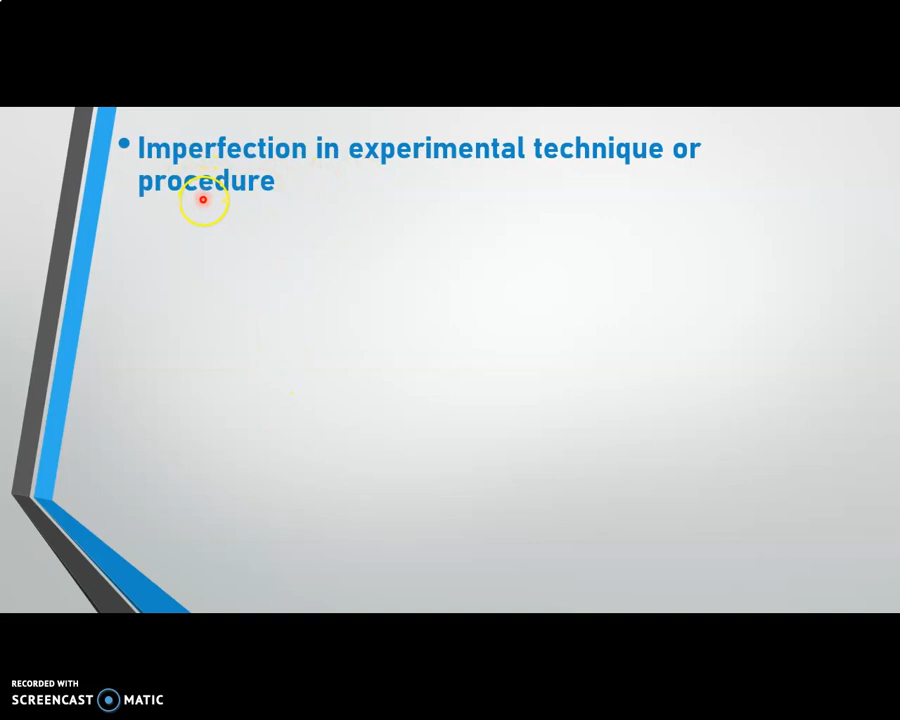 • Imperfection in experimental technique or
procedure
RECORDED WITH
SCREENCAST MATIC